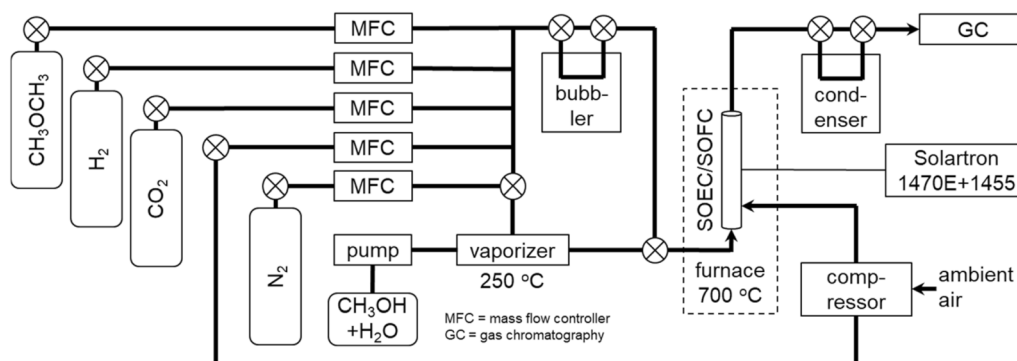 CH3OCH3
MFC
H2
MFC
CO2
MFC
MFC
N2
MFC
bubb-
ler
pump
vaporizer
250 °C
CH3OH
+H2O
MFC = mass flow controller
GC = gas chromatography
SOEC/SOFC
furnace
700 °C
cond-
enser
GC
Solartron
1470E+1455
comp-
ressor
ambient
air